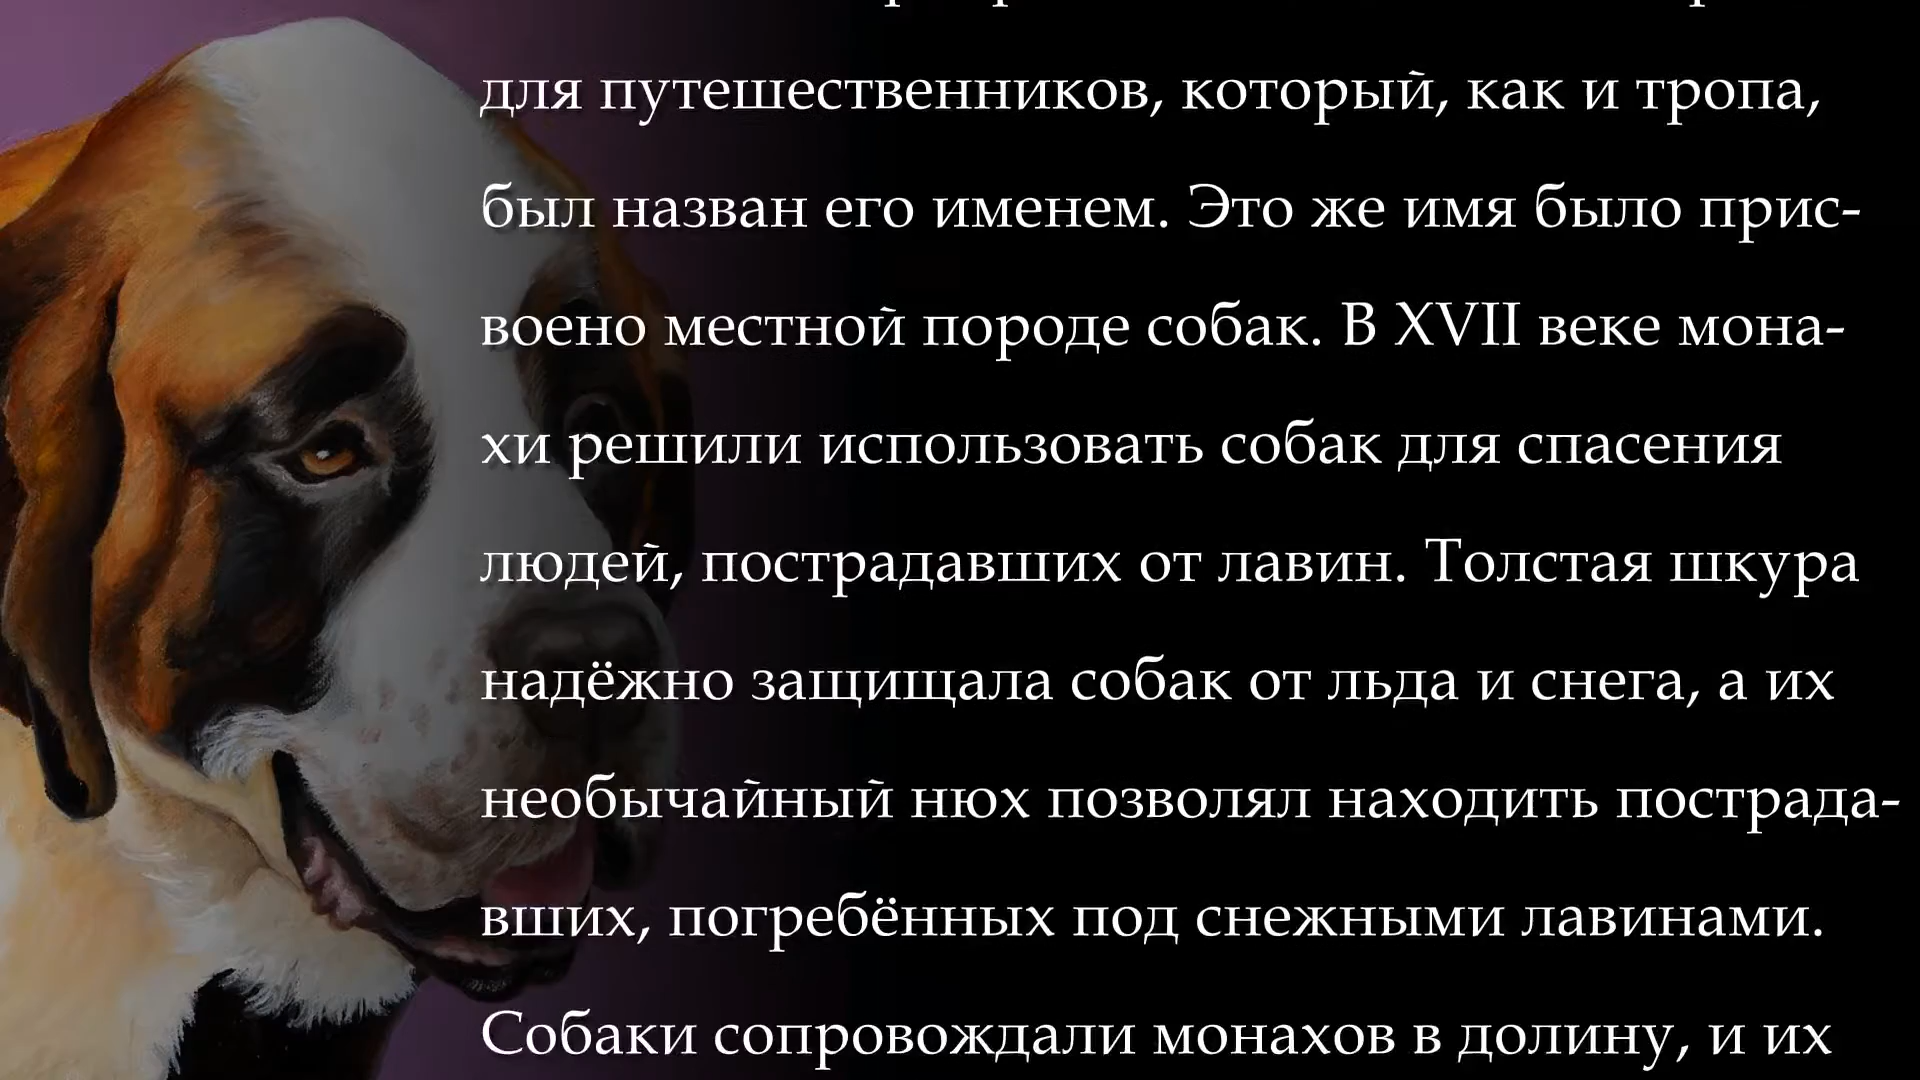 для путешественников, который, как и тропа,
был назван его именем. Это же имя было прис-
воено местной породе собак. В XVII веке мона-
хи решили использовать собак для спасения
людей, пострадавших от лавин. Толстая шкура
надёжно защищала собак от льда и снега, а их
необычайный нюх позволял находить пострада-
вших, погребённых под снежными лавинами.
Собаки сопровождали монахов в долину, и их